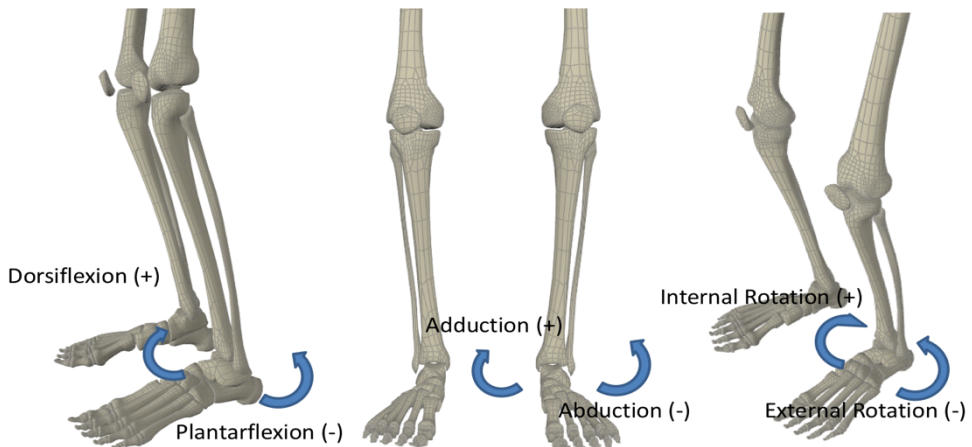 Dorsiflexion (+)
Plantarflexion (-)
Adduction (+)
Abduction (-)
Internal Rotation (+)
External Rotation (-)